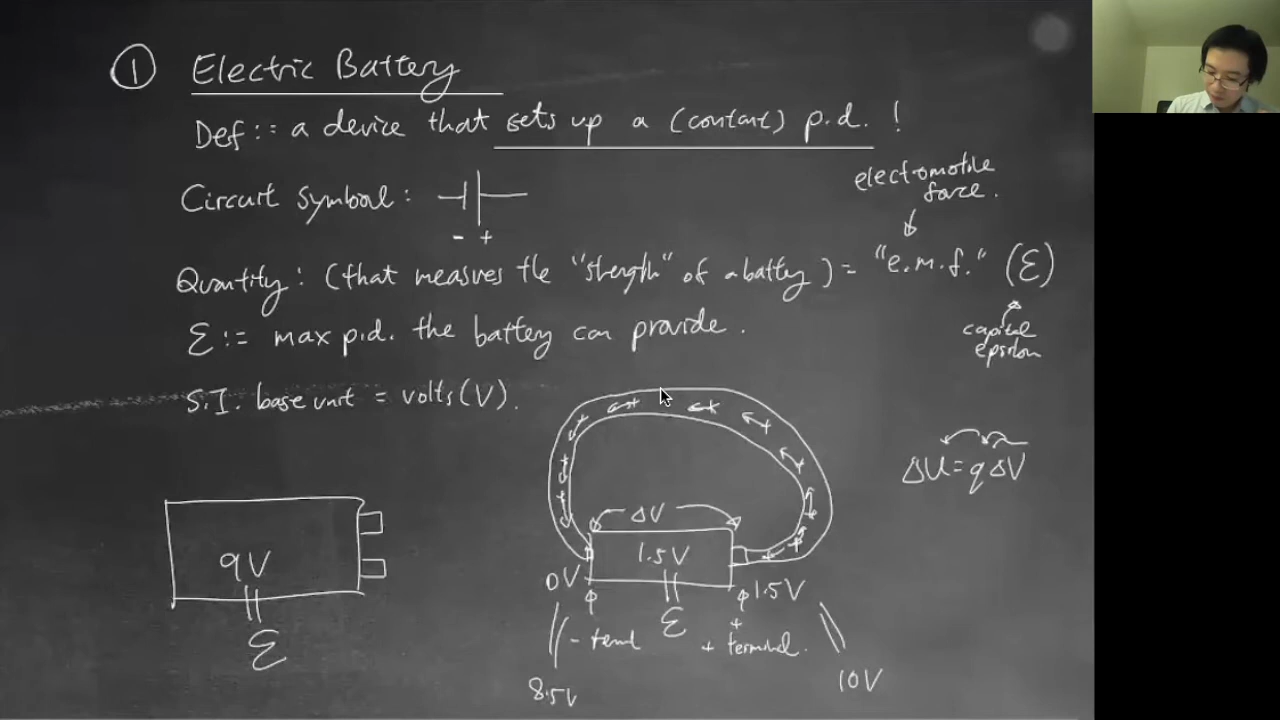 ① Electric Battery
Def := a device that sets up a (contant) p.d. !
Circuit Symbol :
- +
electromotive force.
Quantity : (that measures the "strength" of a battery) = "e.m.f." (ℰ)
capital epsilon
ℰ := max p.d. the battery can provide.
S.I. base unit = volts (V).
ΔU = qΔV
ΔV
9V
ℰ
1.5V
ℰ
0V
1.5V
+
+ terminal.
8.5V
10V